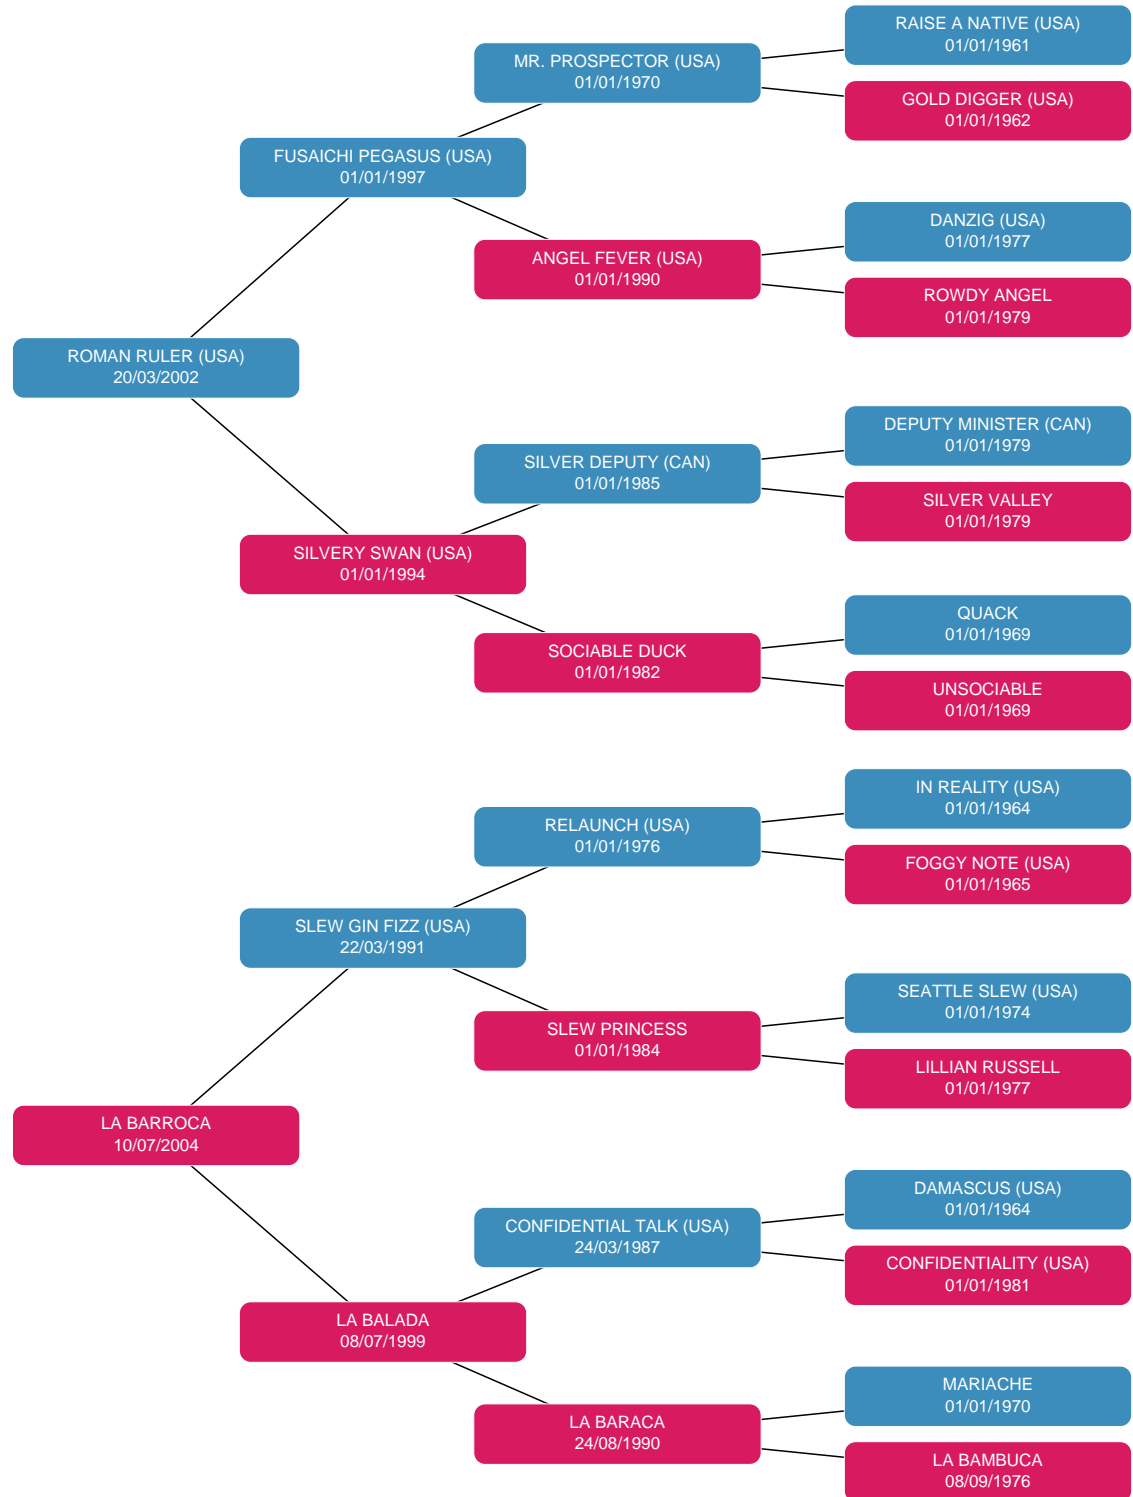 RAISE A NATIVE (USA)
01/01/1961
MR. PROSPECTOR (USA)
01/01/1970
GOLD DIGGER (USA)
01/01/1962
FUSAICHI PEGASUS (USA)
01/01/1997
DANZIG (USA)
01/01/1977
ANGEL FEVER (USA)
01/01/1990
ROWDY ANGEL
01/01/1979
ROMAN RULER (USA)
20/03/2002
DEPUTY MINISTER (CAN)
01/01/1979
SILVER DEPUTY (CAN)
01/01/1985
SILVER VALLEY
01/01/1979
SILVERY SWAN (USA)
01/01/1994
QUACK
01/01/1969
SOCIABLE DUCK
01/01/1982
UNSOCIABLE
01/01/1969
IN REALITY (USA)
01/01/1964
RELAUNCH (USA)
01/01/1976
FOGGY NOTE (USA)
01/01/1965
SLEW GIN FIZZ (USA)
22/03/1991
SEATTLE SLEW (USA)
01/01/1974
SLEW PRINCESS
01/01/1984
LILLIAN RUSSELL
01/01/1977
LA BARROCA
10/07/2004
DAMASCUS (USA)
01/01/1964
CONFIDENTIAL TALK (USA)
24/03/1987
CONFIDENTIALITY (USA)
01/01/1981
LA BALADA
08/07/1999
MARIACHE
01/01/1970
LA BARACA
24/08/1990
LA BAMBUCA
08/09/1976